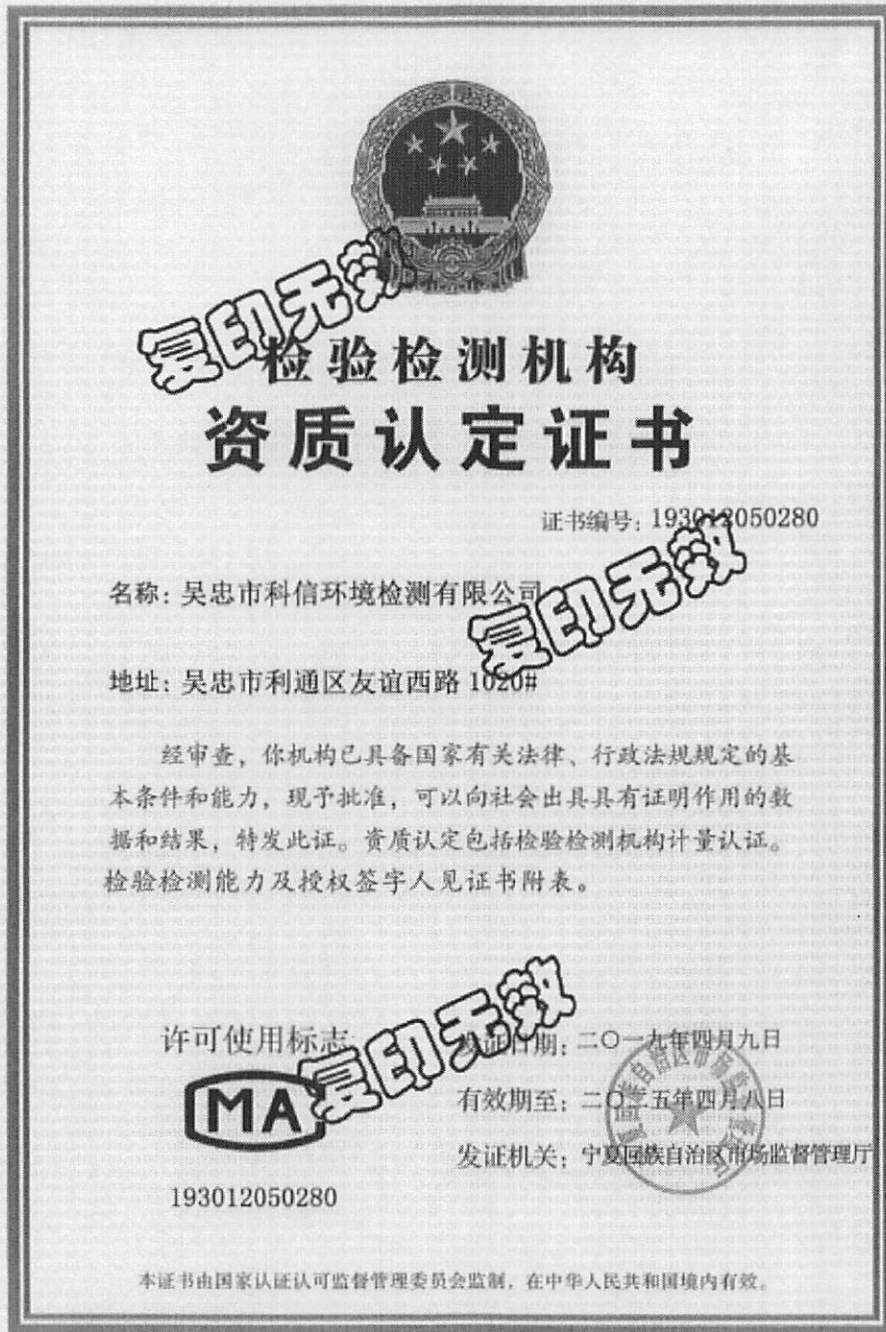 复印无效
检验检测机构
资质认定证书
证书编号：193012050280
名称：吴忠市科信环境检测有限公司
复印无效
地址：吴忠市利通区友谊西路 1020#
经审查，你机构已具备国家有关法律、行政法规规定的基
本条件和能力，现予批准，可以向社会出具具有证明作用的数
据和结果，特发此证。资质认定包括检验检测机构计量认证。
检验检测能力及授权签字人见证书附表。
许可使用标志
复印无效
发证日期：二〇一九年四月九日
MA
有效期至：二〇二五年四月八日
发证机关：宁夏回族自治区市场监督管理厅
193012050280
本证书由国家认证认可监督管理委员会监制，在中华人民共和国境内有效。